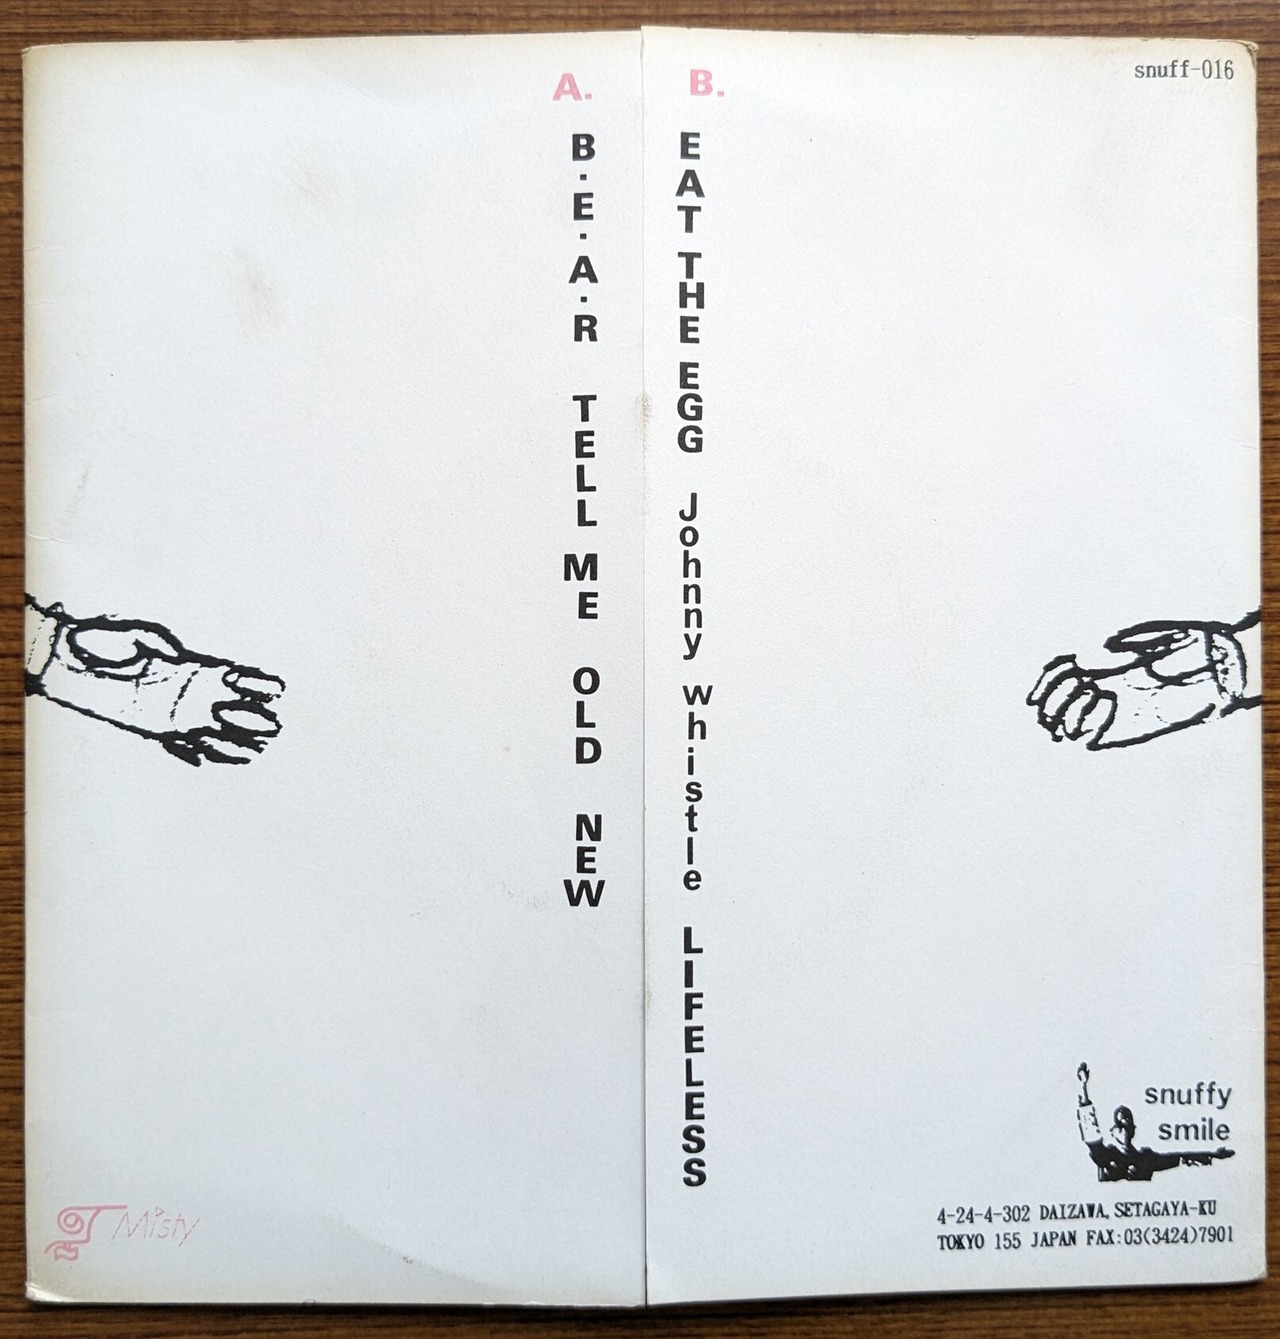 A.
B·E·A·R
TELL ME
OLD
NEW
B.
EAT THE EGG
Johnny whistle
LIFELESS
snuff-016
Misty
snuffy
smile
4-24-4-302 DAIZAWA, SETAGAYA-KU
TOKYO 155 JAPAN FAX:03(3424)7901